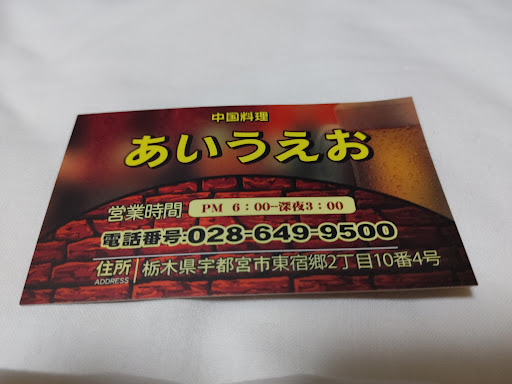 中国料理
あいうえお
営業時間 PM 6：00~深夜3：00
電話番号:028-649-9500
住所 栃木県宇都宮市東宿郷2丁目10番4号
ADDRESS